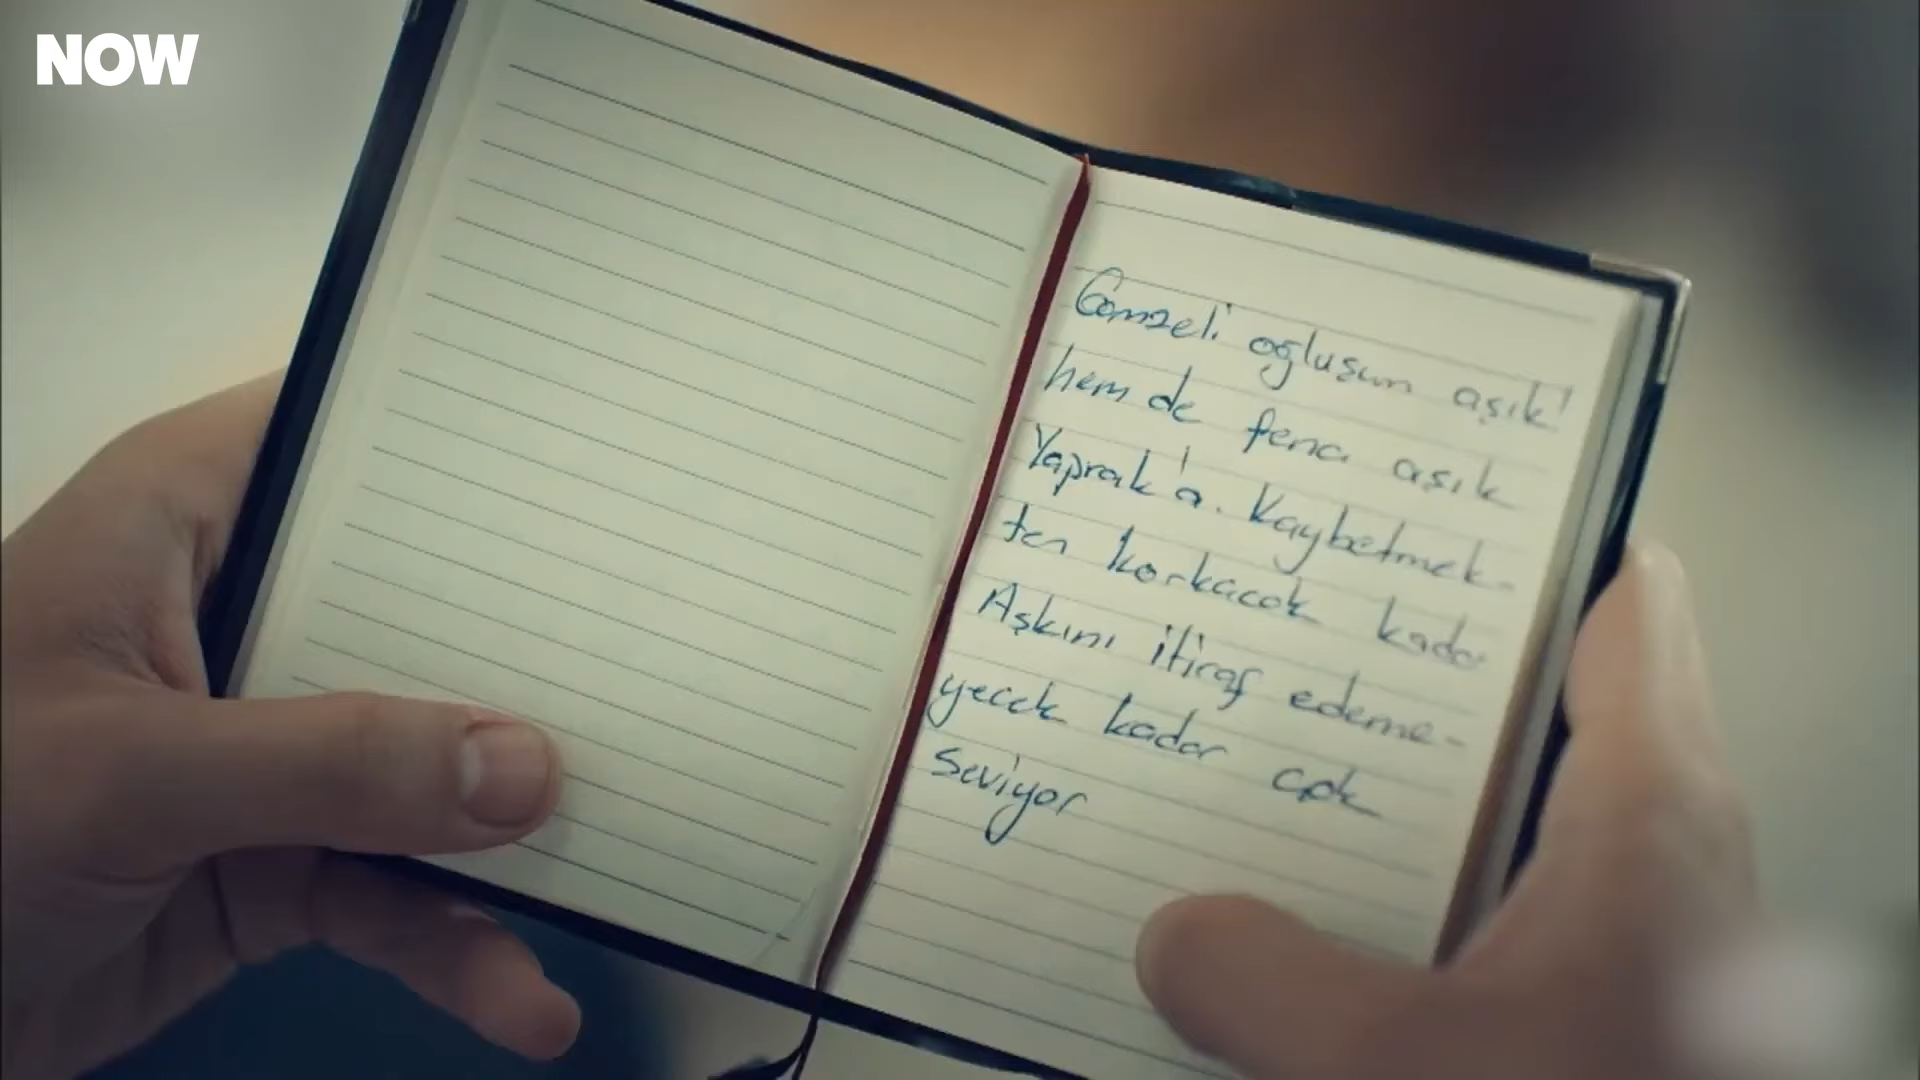 NOW
Gamzeli oğluşum aşık!
hem de fena aşık
Yaprak'a. Kaybetmek-
ten korkacak kadar
Aşkını itiraf edeme-
yecek kadar çok
seviyor